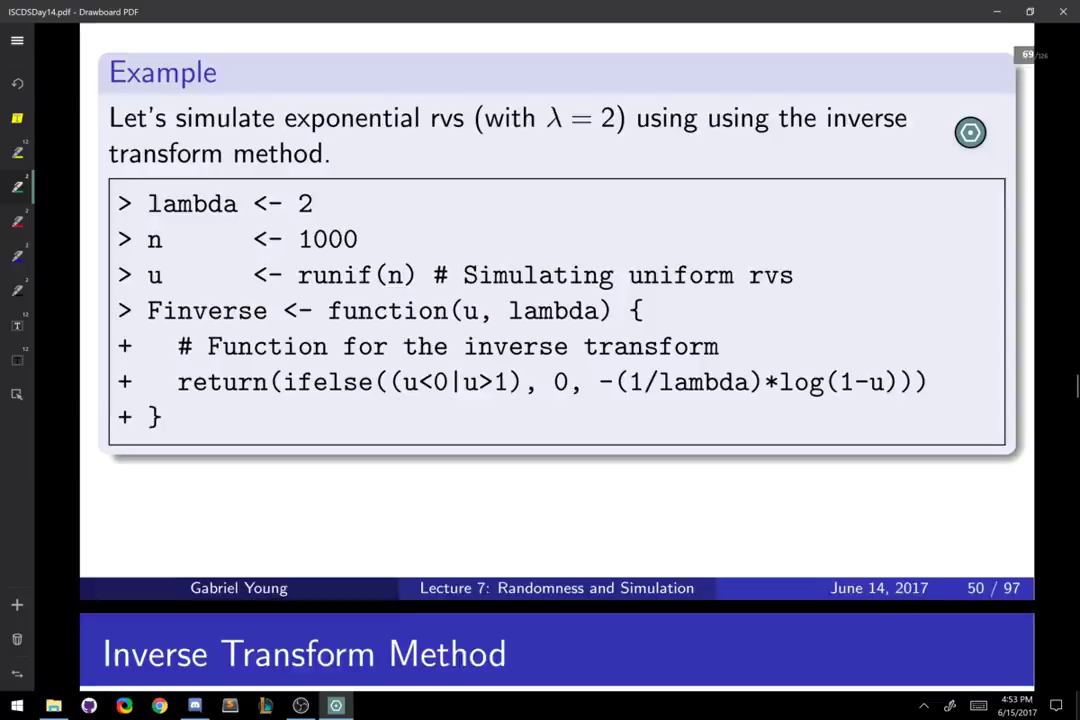 ISCDSDay14.pdf - Drawboard PDF
69/126
Example
Let's simulate exponential rvs (with λ = 2) using using the inverse
transform method.
> lambda <- 2
> n <- 1000
> u <- runif(n) # Simulating uniform rvs
> Finverse <- function(u, lambda) {
+ # Function for the inverse transform
+ return(ifelse((u<0|u>1), 0, -(1/lambda)*log(1-u)))
+ }
Gabriel Young Lecture 7: Randomness and Simulation June 14, 2017 50 / 97
Inverse Transform Method
4:53 PM
6/15/2017